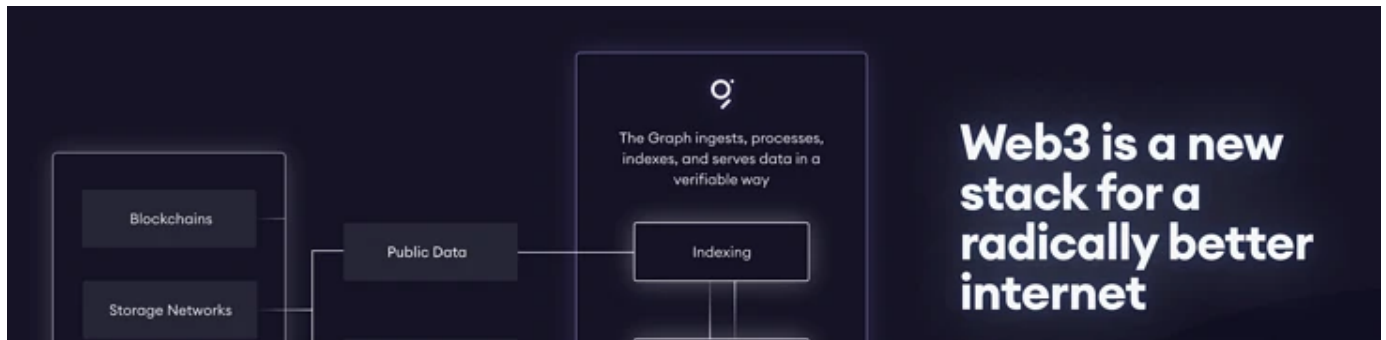 Blockchains
Storage Networks
Public Data
The Graph ingests, processes,
indexes, and serves data in a
verifiable way
Indexing
Web3 is a new
stack for a
radically better
internet